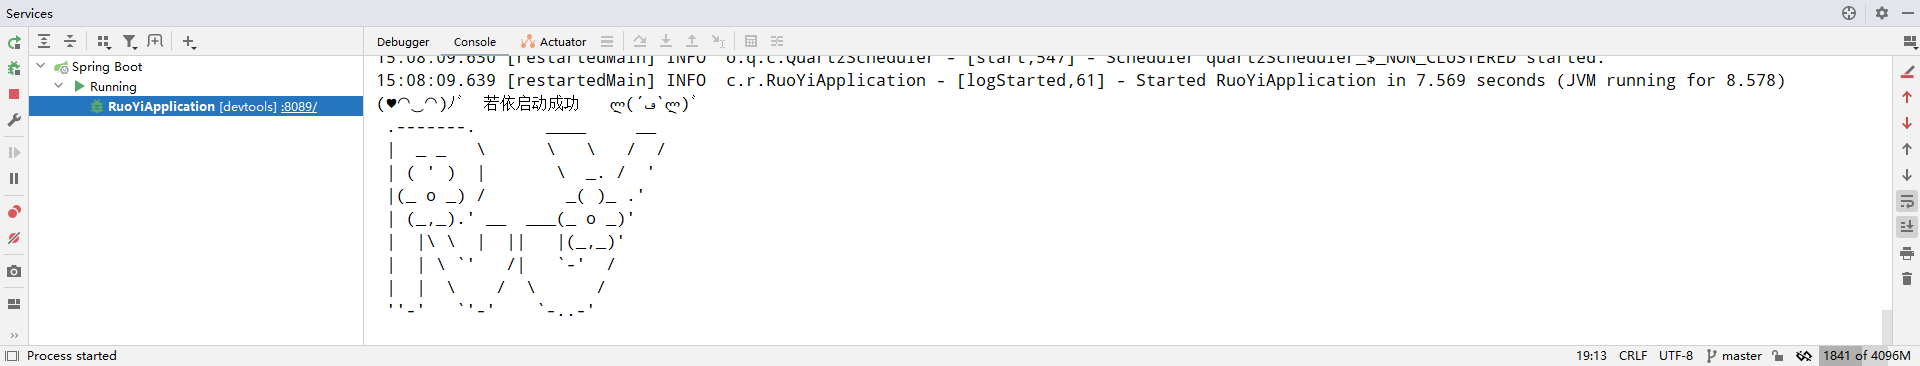 Services
Debugger Console Actuator
Spring Boot
Running
RuoYiApplication [devtools] :8089/
15:08:09.630 [restartedMain] INFO  o.q.c.QuartzScheduler - [start,547] - Scheduler quartzScheduler_$_NON_CLUSTERED started.
15:08:09.639 [restartedMain] INFO  c.r.RuoYiApplication - [logStarted,61] - Started RuoYiApplication in 7.569 seconds (JVM running for 8.578)
(♥◠‿◠)ﾉﾞ  若依启动成功   ლ(´ڡ`ლ)ﾞ
 .-------.       ____     __
 |  _ _   \      \   \   /  /
 | ( ' )  |       \  _. /  '
 |(_ o _) /        _( )_ .'
 | (_,_).' __  ___(_ o _)'
 |  |\ \  |  ||   |(_,_)'
 |  | \ `'   /|   `-'  /
 |  |  \    /  \      /
 ''-'   `'-'    `-..-'
Process started 19:13 CRLF UTF-8 master 1841 of 4096M